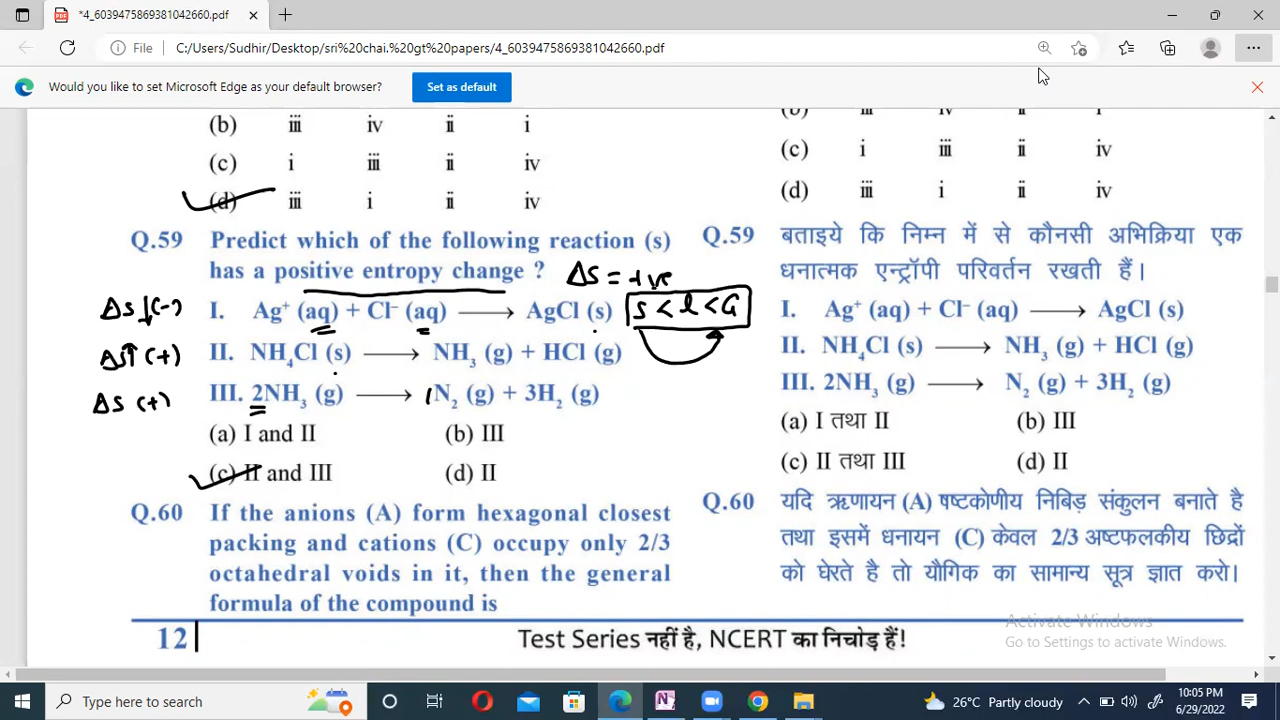 *4_6039475869381042660.pdf
File C:/Users/Sudhir/Desktop/sri%20chai.%20gt%20papers/4_6039475869381042660.pdf
Would you like to set Microsoft Edge as your default browser? Set as default
(b) iii iv ii i
(c) i iii ii iv
(d) iii i ii iv
Q.59 Predict which of the following reaction (s)
has a positive entropy change ? ΔS = +ve
ΔS↓(-) I. Ag⁺ (aq) + Cl⁻ (aq) ⟶ AgCl (s) s < l < G
ΔS↑(+) II. NH₄Cl (s) ⟶ NH₃ (g) + HCl (g)
ΔS (+) III. 2NH₃ (g) ⟶ 1N₂ (g) + 3H₂ (g)
(a) I and II (b) III
(c) II and III (d) II
Q.60 If the anions (A) form hexagonal closest
packing and cations (C) occupy only 2/3
octahedral voids in it, then the general
formula of the compound is
(b) iii iv ii i
(c) i iii ii iv
(d) iii i ii iv
Q.59 बताइये कि निम्न में से कौनसी अभिक्रिया एक
धनात्मक एन्ट्रॉपी परिवर्तन रखती हैं।
I. Ag⁺ (aq) + Cl⁻ (aq) ⟶ AgCl (s)
II. NH₄Cl (s) ⟶ NH₃ (g) + HCl (g)
III. 2NH₃ (g) ⟶ N₂ (g) + 3H₂ (g)
(a) I तथा II (b) III
(c) II तथा III (d) II
Q.60 यदि ऋणायन (A) षष्टकोणीय निबिड़ संकुलन बनाते है
तथा इसमें धनायन (C) केवल 2/3 अष्टफलकीय छिद्रों
को घेरते है तो यौगिक का सामान्य सूत्र ज्ञात करो।
12 Test Series नहीं है, NCERT का निचोड़ हैं!
Activate Windows
Go to Settings to activate Windows.
Type here to search 26°C Partly cloudy 10:05 PM
6/29/2022